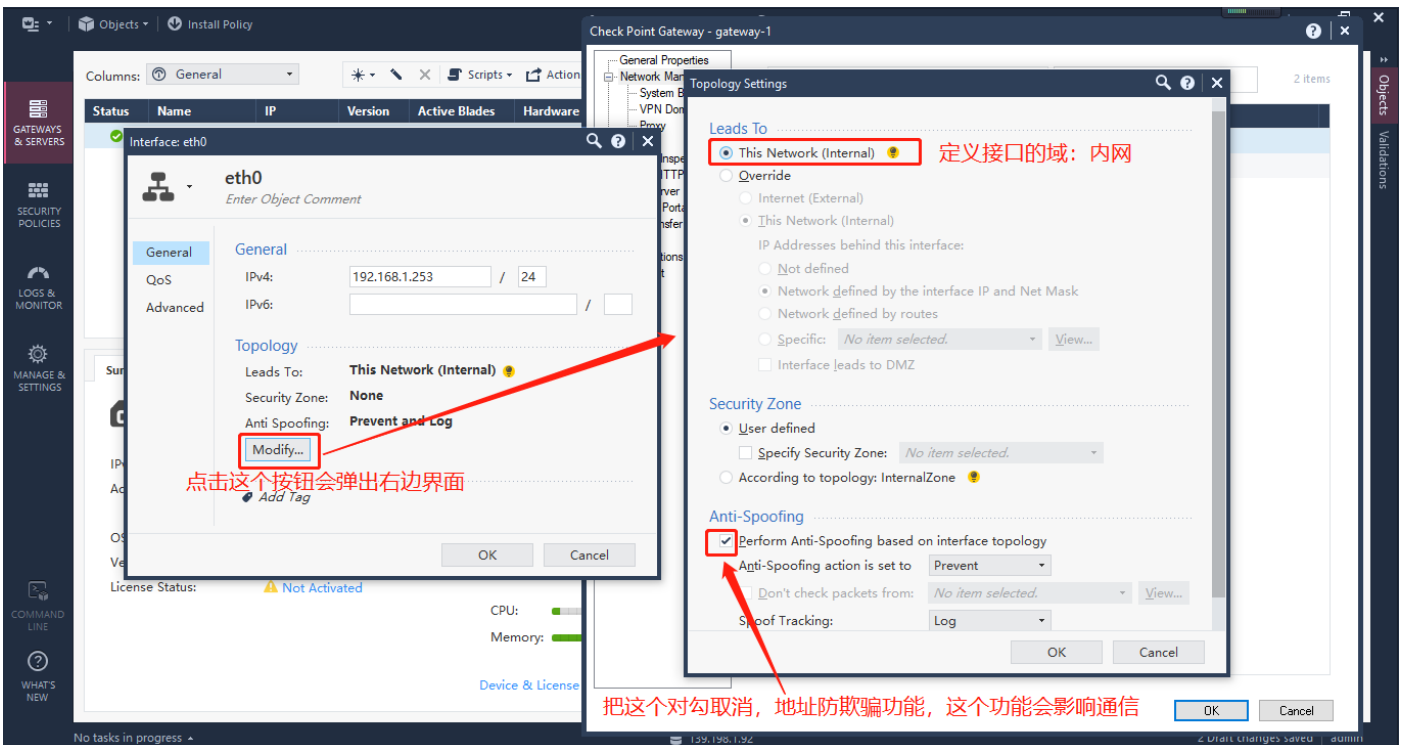 Objects
Install Policy
Columns:
General
Scripts
Action
Status Name IP Version Active Blades Hardware
GATEWAYS
& SERVERS
SECURITY
POLICIES
LOGS &
MONITOR
MANAGE &
SETTINGS
COMMAND
LINE
WHAT'S
NEW
Interface: eth0
eth0
Enter Object Comment
General
QoS
Advanced
General
IPv4: 192.168.1.253 / 24
IPv6: /
Topology
Leads To: This Network (Internal)
Security Zone: None
Anti Spoofing: Prevent and Log
Modify...
点击这个按钮会弹出右边界面
Add Tag
OK Cancel
License Status: Not Activated
CPU:
Memory:
Device & License
No tasks in progress
Check Point Gateway - gateway-1
General Properties
Proxy
2 items
Objects
Validations
Topology Settings
Leads To
This Network (Internal)
定义接口的域：内网
Override
Internet (External)
This Network (Internal)
IP Addresses behind this interface:
Not defined
Network defined by the interface IP and Net Mask
Network defined by routes
Specific: No item selected. View...
Interface leads to DMZ
Security Zone
User defined
Specify Security Zone: No item selected.
According to topology: InternalZone
Anti-Spoofing
Perform Anti-Spoofing based on interface topology
Anti-Spoofing action is set to Prevent
Don't check packets from: No item selected. View...
Spoof Tracking: Log
OK Cancel
把这个对勾取消，地址防欺骗功能，这个功能会影响通信
OK Cancel
139.198.1.92
2 Draft changes saved
admin